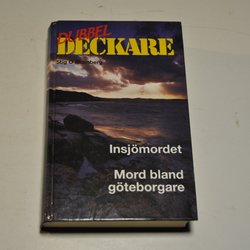 DUBBEL
DECKARE
Insjömordet
Mord bland
göteborgare